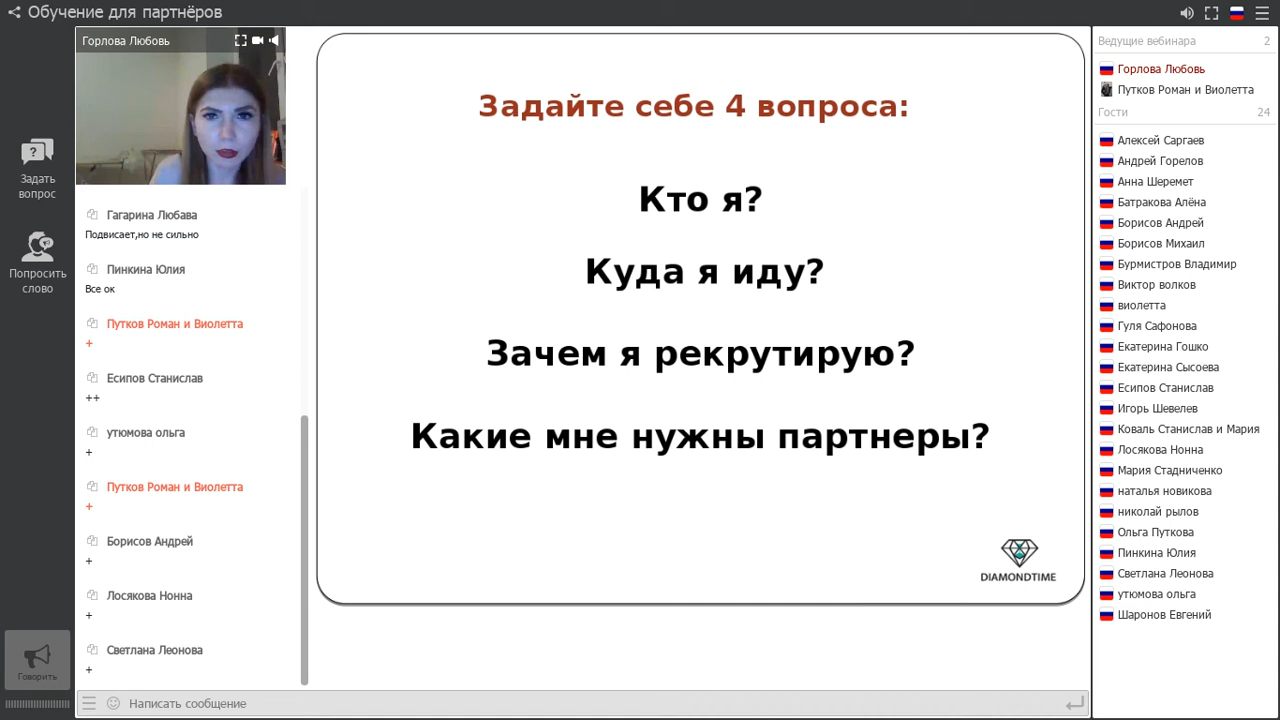 Обучение для партнёров
Горлова Любовь
Задать
вопрос
Попросить
слово
Говорить
Гагарина Любава
Подвисает,но не сильно
Пинкина Юлия
Все ок
Путков Роман и Виолетта
+
Есипов Станислав
++
утюмова ольга
+
Путков Роман и Виолетта
+
Борисов Андрей
+
Лосякова Нонна
+
Светлана Леонова
+
Написать сообщение
Задайте себе 4 вопроса:
Кто я?
Куда я иду?
Зачем я рекрутирую?
Какие мне нужны партнеры?
DIAMONDTIME
Ведущие вебинара 2
Горлова Любовь
Путков Роман и Виолетта
Гости 24
Алексей Саргаев
Андрей Горелов
Анна Шеремет
Батракова Алёна
Борисов Андрей
Борисов Михаил
Бурмистров Владимир
Виктор волков
виолетта
Гуля Сафонова
Екатерина Гошко
Екатерина Сысоева
Есипов Станислав
Игорь Шевелев
Коваль Станислав и Мария
Лосякова Нонна
Мария Стадниченко
наталья новикова
николай рылов
Ольга Путкова
Пинкина Юлия
Светлана Леонова
утюмова ольга
Шаронов Евгений